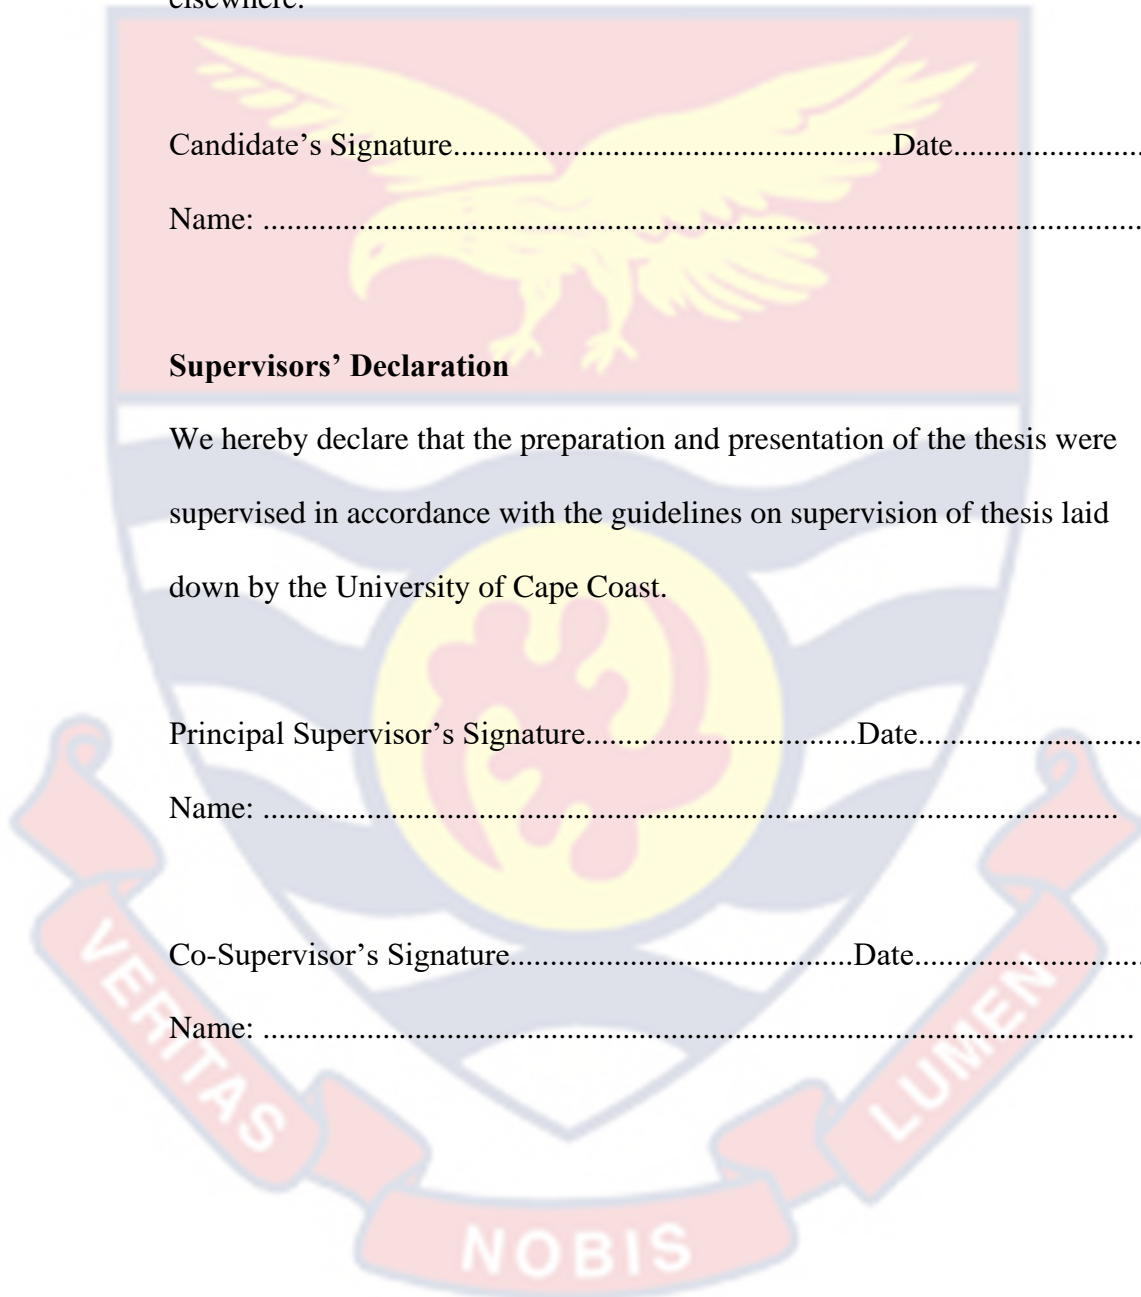 elsewhere.
Candidate’s Signature.......................................................Date........................
Name: ..............................................................................................................
Supervisors’ Declaration
We hereby declare that the preparation and presentation of the thesis were
supervised in accordance with the guidelines on supervision of thesis laid
down by the University of Cape Coast.
Principal Supervisor’s Signature..................................Date............................
Name: ...........................................................................................................
Co-Supervisor’s Signature...........................................Date.............................
Name: .............................................................................................................
VERITAS
NOBIS
LUMEN